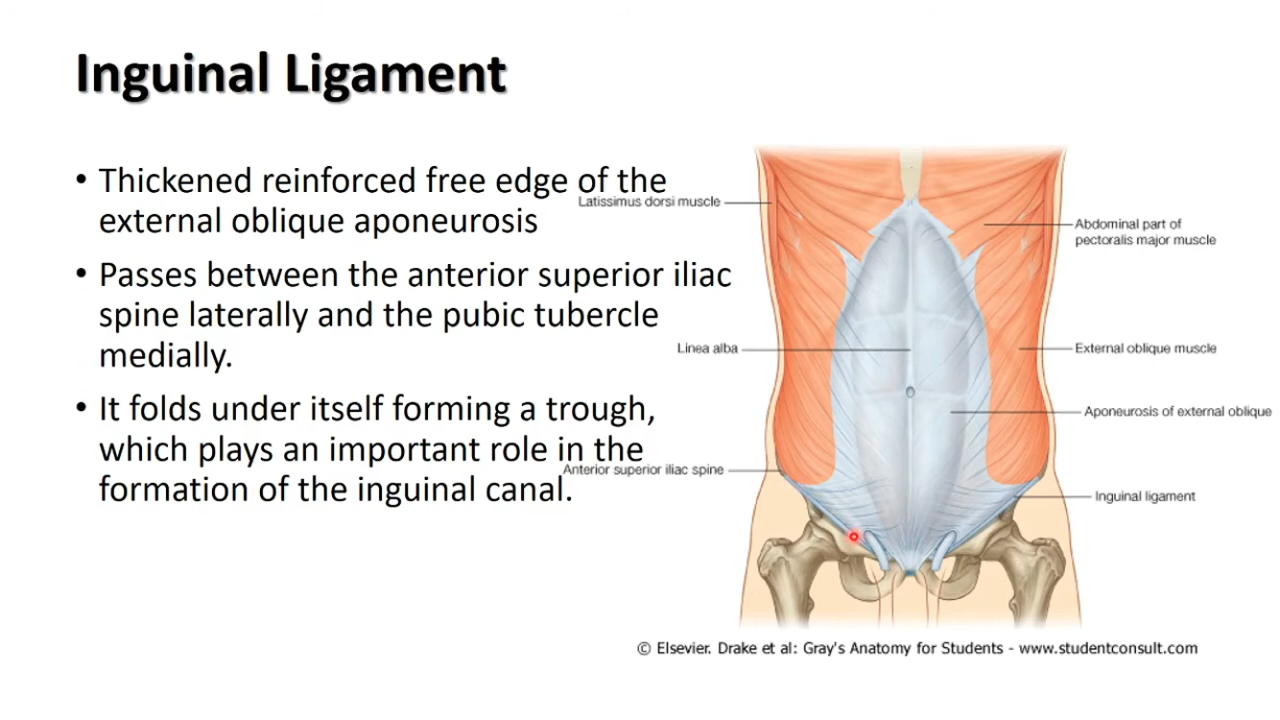 Inguinal Ligament
• Thickened reinforced free edge of the
external oblique aponeurosis
• Passes between the anterior superior iliac
spine laterally and the pubic tubercle
medially.
• It folds under itself forming a trough,
which plays an important role in the
formation of the inguinal canal.
Latissimus dorsi muscle
Linea alba
Anterior superior iliac spine
Abdominal part of
pectoralis major muscle
External oblique muscle
Aponeurosis of external oblique
Inguinal ligament
© Elsevier. Drake et al: Gray's Anatomy for Students - www.studentconsult.com